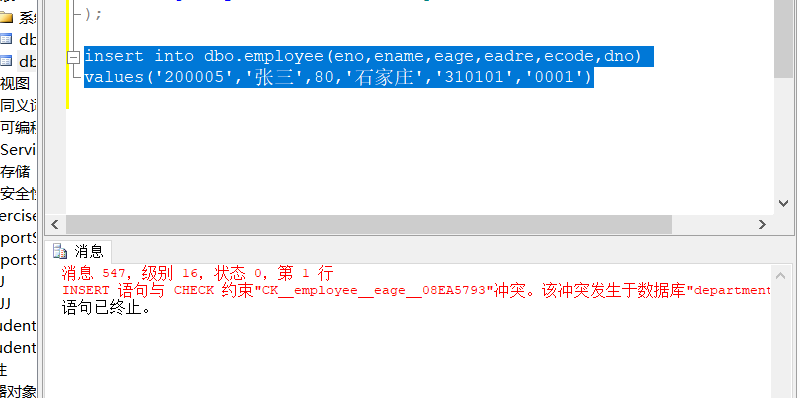 );
系
db
db
视图
同义
可编程
Servi
存储
安全
ercise
portS
portS
J
JJ
udent
udent
器对象
insert into dbo.employee(eno,ename,eage,eadre,ecode,dno)
values('200005','张三',80,'石家庄','310101','0001')
消息
消息 547，级别 16，状态 0，第 1 行
INSERT 语句与 CHECK 约束"CK__employee__eage__08EA5793"冲突。该冲突发生于数据库"department
语句已终止。